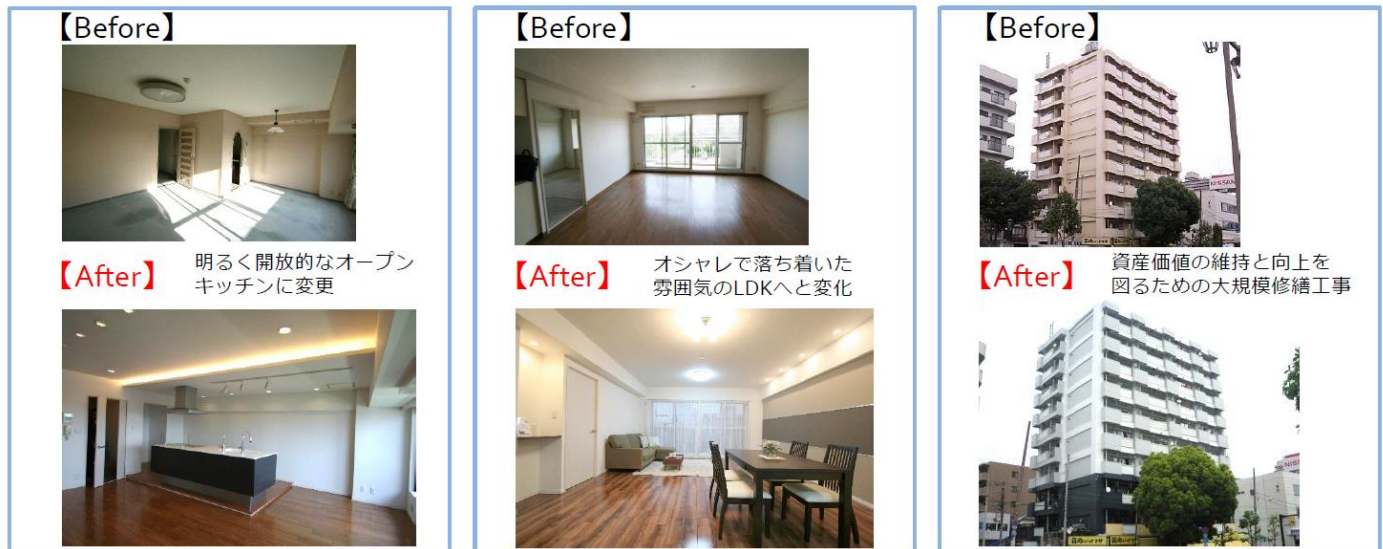 【Before】
【After】
明るく開放的なオープン
キッチンに変更
【Before】
【After】
オシャレで落ち着いた
雰囲気のLDKへと変化
【Before】
NISSAN
【After】
資産価値の維持と向上を
図るための大規模修繕工事